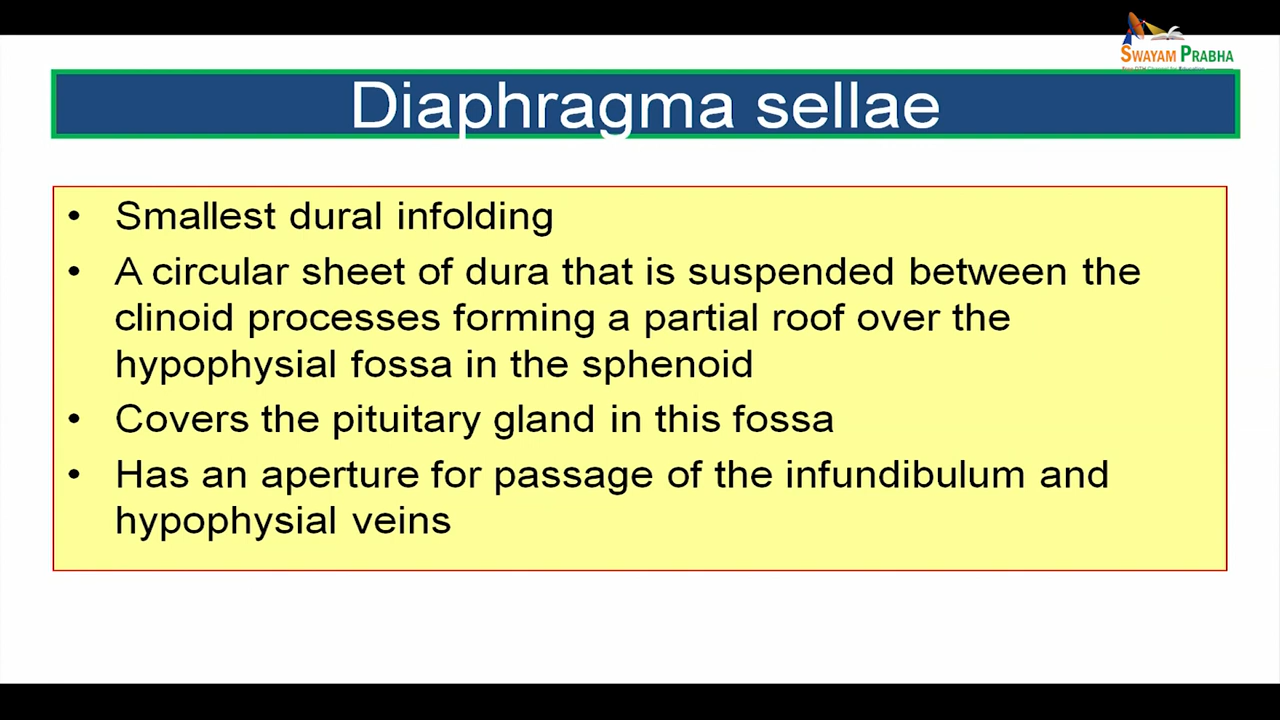 SWAYAM PRABHA
Diaphragma sellae
• Smallest dural infolding
• A circular sheet of dura that is suspended between the
clinoid processes forming a partial roof over the
hypophysial fossa in the sphenoid
• Covers the pituitary gland in this fossa
• Has an aperture for passage of the infundibulum and
hypophysial veins